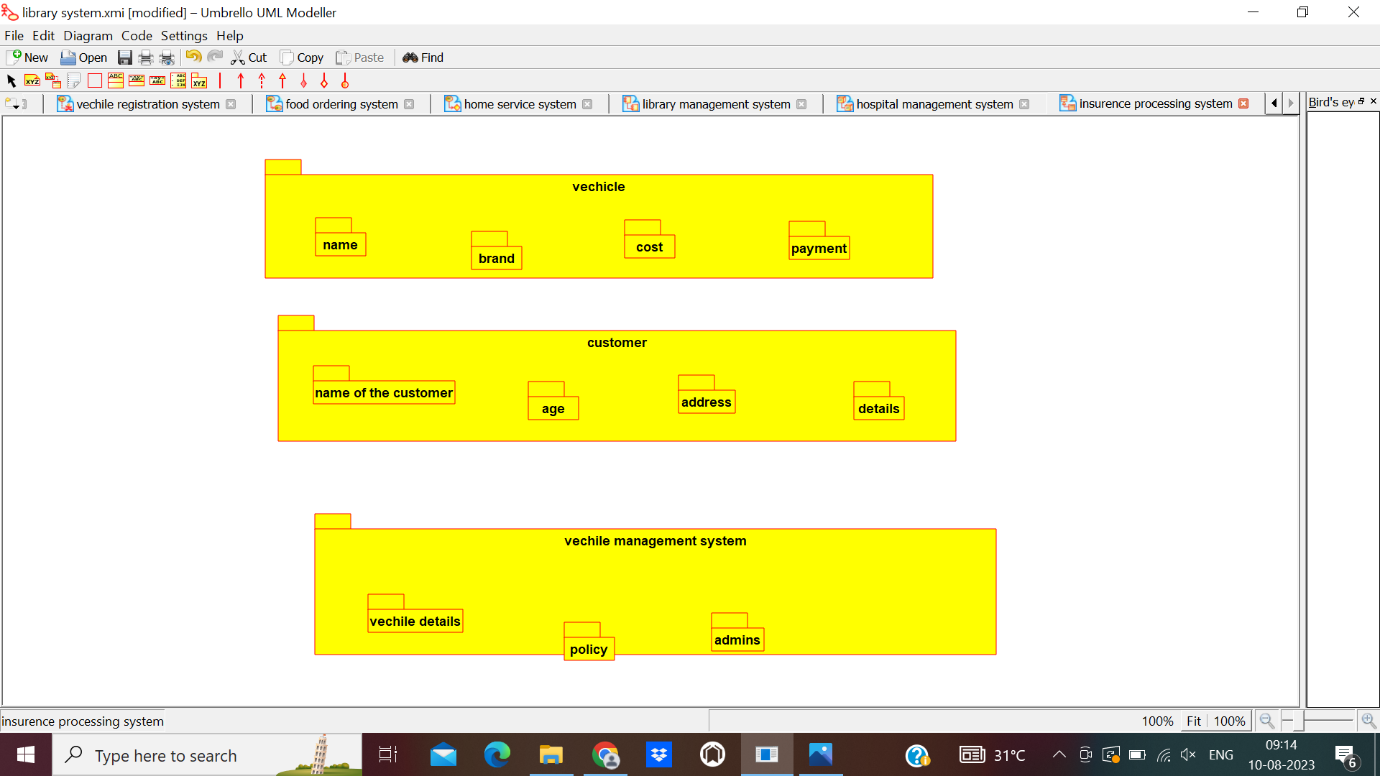 library system.xmi [modified] – Umbrello UML Modeller
File Edit Diagram Code Settings Help
New Open Cut Copy Paste Find
vechile registration system food ordering system home service system library management system hospital management system insurence processing system Bird's ey
vechicle
name brand cost payment
customer
name of the customer age address details
vechile management system
vechile details policy admins
insurence processing system 100% Fit 100%
Type here to search 31°C ENG 09:14
10-08-2023 6